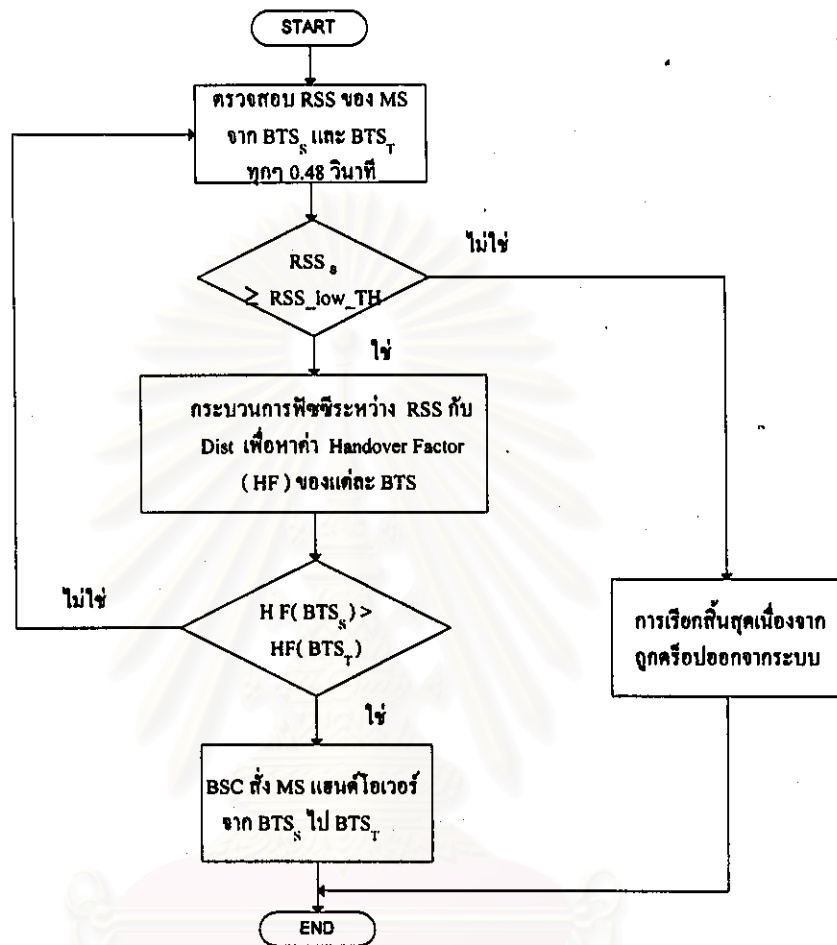 START
ตรวจสอบ RSS ของ MS
จาก BTS_S และ BTS_T
ทุกๆ 0.48 วินาที
RSS_s
≥ RSS_low_TH
ไม่ใช่
ใช่
กระบวนการฟัซซีระหว่าง RSS กับ
Dist เพื่อหาค่า Handover Factor
( HF ) ของแต่ละ BTS
ไม่ใช่
H F( BTS_S ) >
HF( BTS_T )
การเรียกสิ้นสุดเนื่องจาก
ถูกดร็อปออกจากระบบ
ใช่
BSC สั่ง MS แฮนด์โอเวอร์
จาก BTS_S ไป BTS_T
END